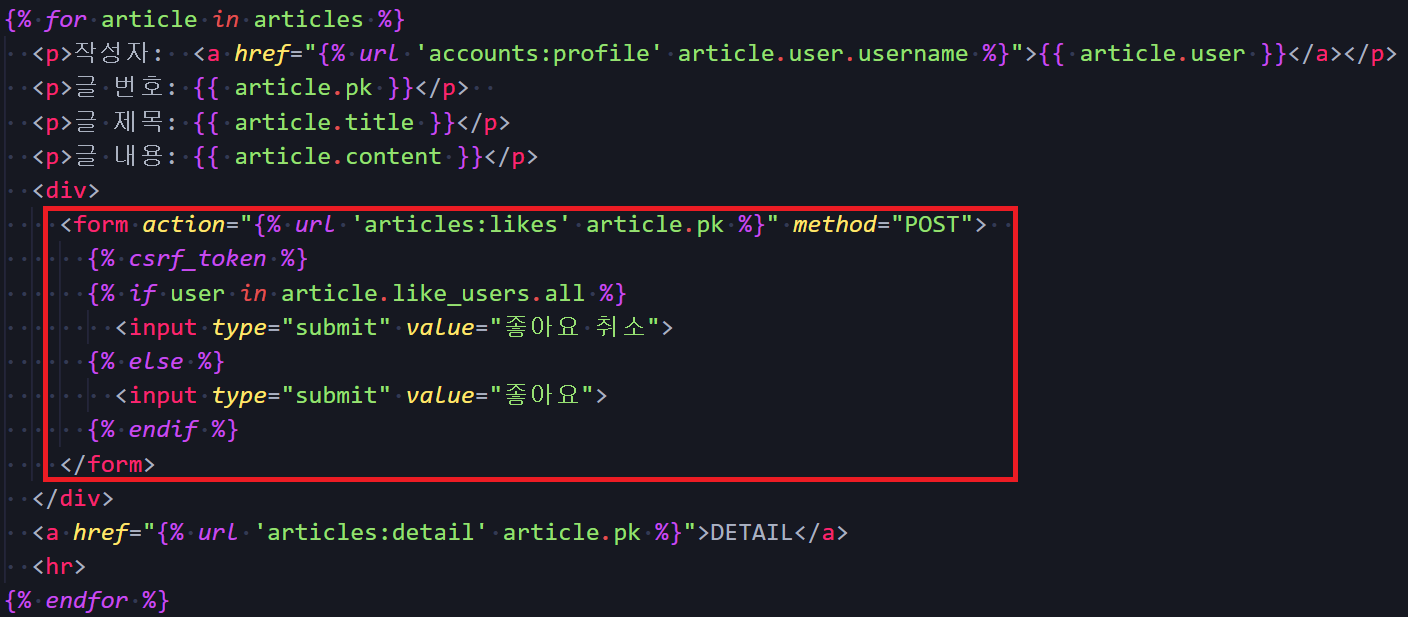 {% for article in articles %}
<p>작성자: <a href="{% url 'accounts:profile' article.user.username %}">{{ article.user }}</a></p>
<p>글 번호: {{ article.pk }}</p>
<p>글 제목: {{ article.title }}</p>
<p>글 내용: {{ article.content }}</p>
<div>
<form action="{% url 'articles:likes' article.pk %}" method="POST">
{% csrf_token %}
{% if user in article.like_users.all %}
<input type="submit" value="좋아요 취소">
{% else %}
<input type="submit" value="좋아요">
{% endif %}
</form>
</div>
<a href="{% url 'articles:detail' article.pk %}">DETAIL</a>
<hr>
{% endfor %}